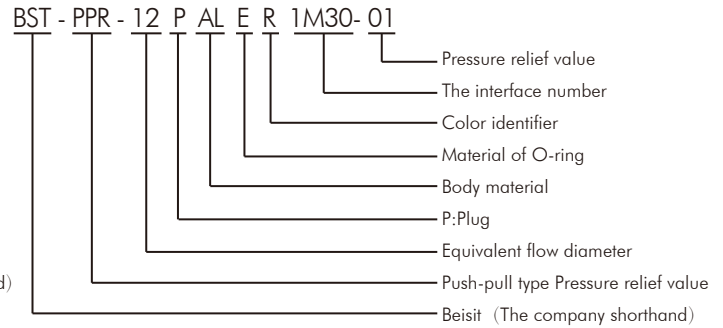 BST - PPR - 12 P AL E R 1M30- 01
Pressure relief value
The interface number
Color identifier
Material of O-ring
Body material
P:Plug
Equivalent flow diameter
d) Push-pull type Pressure relief value
Beisit (The company shorthand)